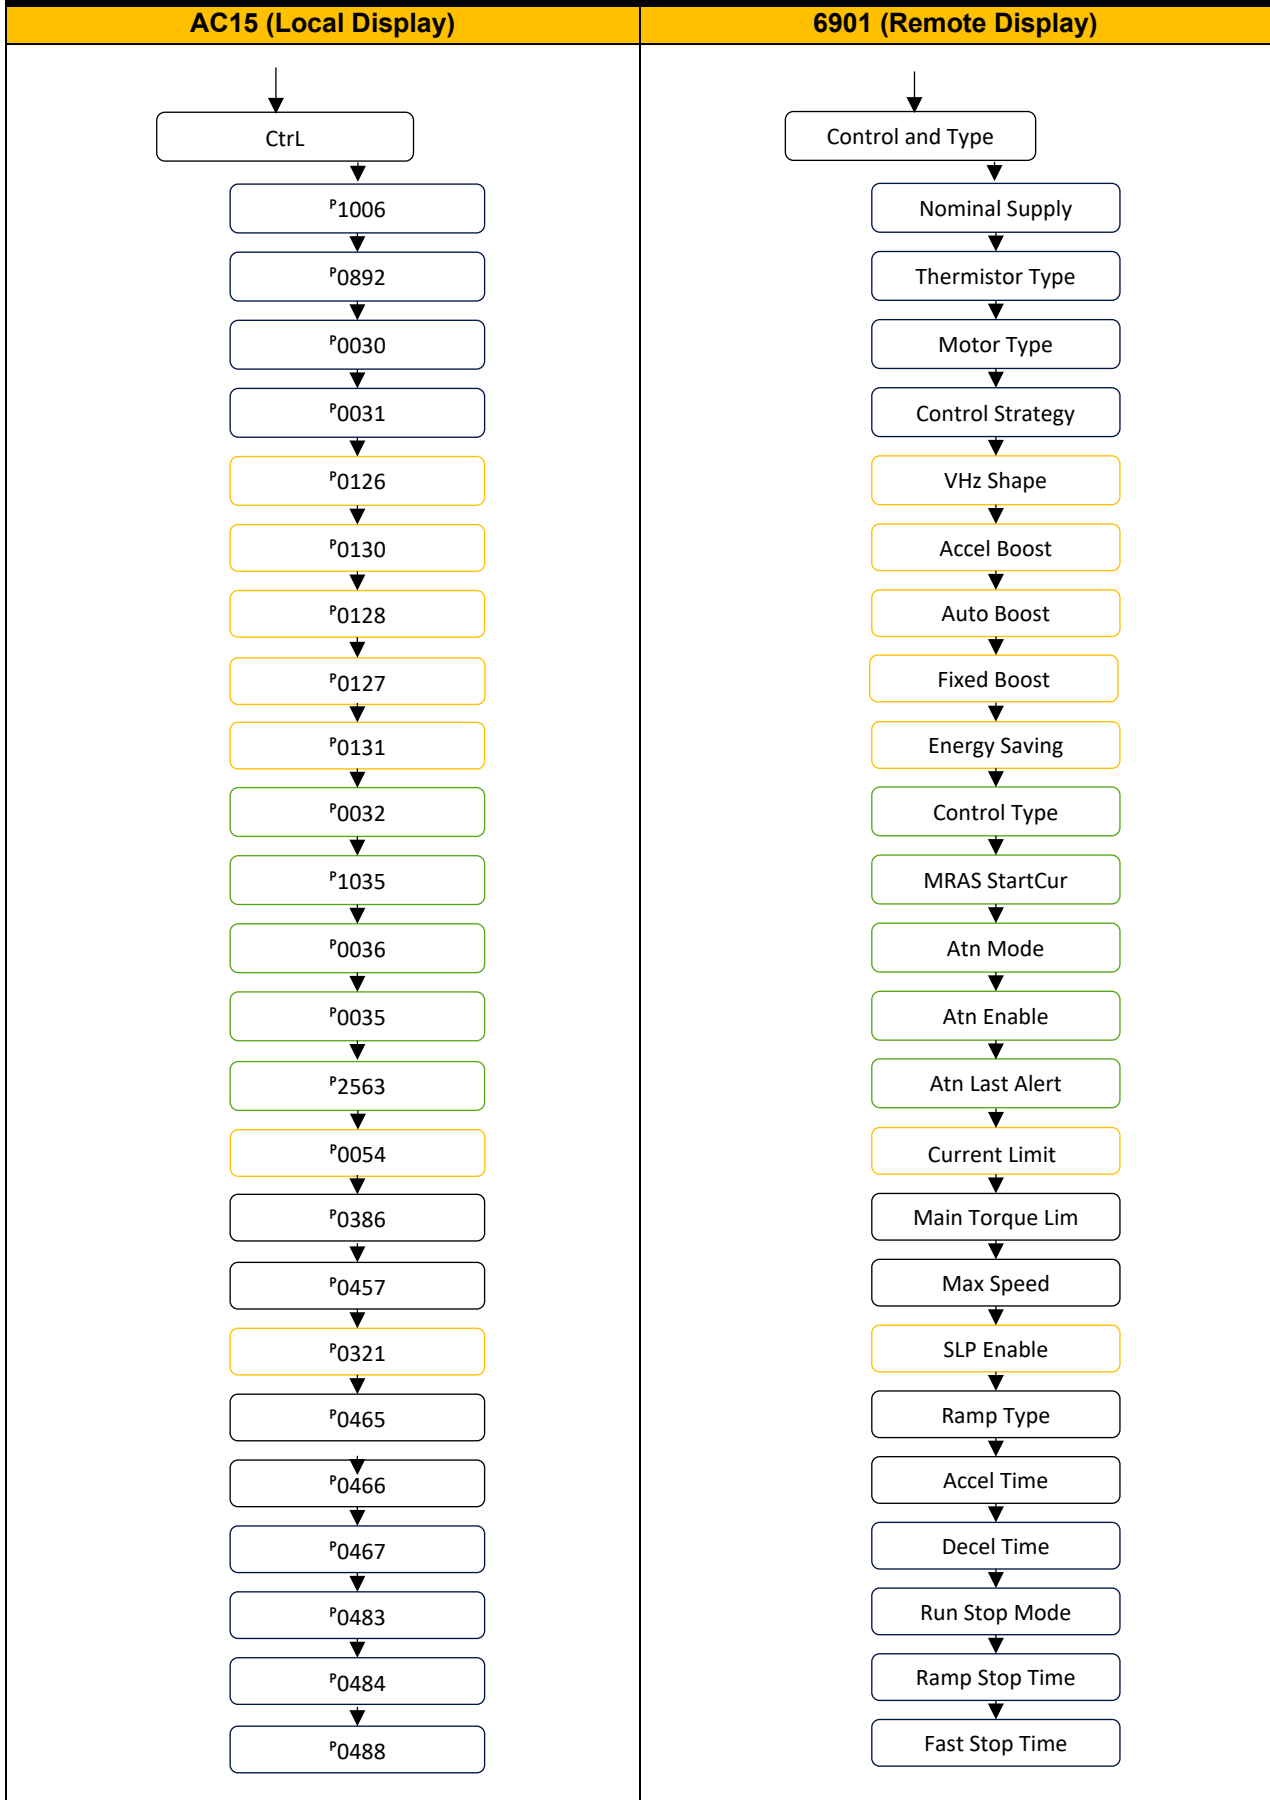 AC15 (Local Display)
6901 (Remote Display)
CtrL
ᴾ1006
ᴾ0892
ᴾ0030
ᴾ0031
ᴾ0126
ᴾ0130
ᴾ0128
ᴾ0127
ᴾ0131
ᴾ0032
ᴾ1035
ᴾ0036
ᴾ0035
ᴾ2563
ᴾ0054
ᴾ0386
ᴾ0457
ᴾ0321
ᴾ0465
ᴾ0466
ᴾ0467
ᴾ0483
ᴾ0484
ᴾ0488
Control and Type
Nominal Supply
Thermistor Type
Motor Type
Control Strategy
VHz Shape
Accel Boost
Auto Boost
Fixed Boost
Energy Saving
Control Type
MRAS StartCur
Atn Mode
Atn Enable
Atn Last Alert
Current Limit
Main Torque Lim
Max Speed
SLP Enable
Ramp Type
Accel Time
Decel Time
Run Stop Mode
Ramp Stop Time
Fast Stop Time